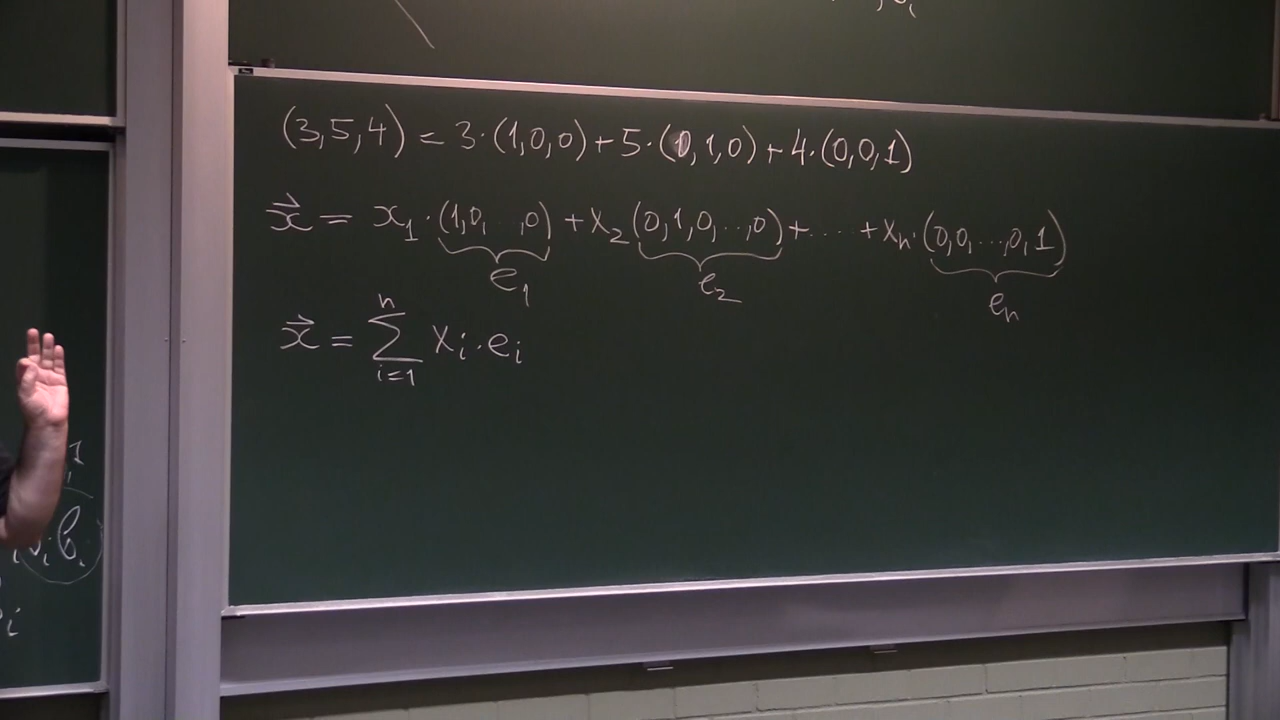 (3,5,4) = 3·(1,0,0) + 5·(0,1,0) + 4·(0,0,1)
x⃗ = x₁·(1,0,...,0) + x₂(0,1,0,...,0) + .... + xₙ·(0,0,...,0,1)
e₁ e₂ eₙ
x⃗ = ∑ᵢ₌₁ⁿ xᵢ·eᵢ